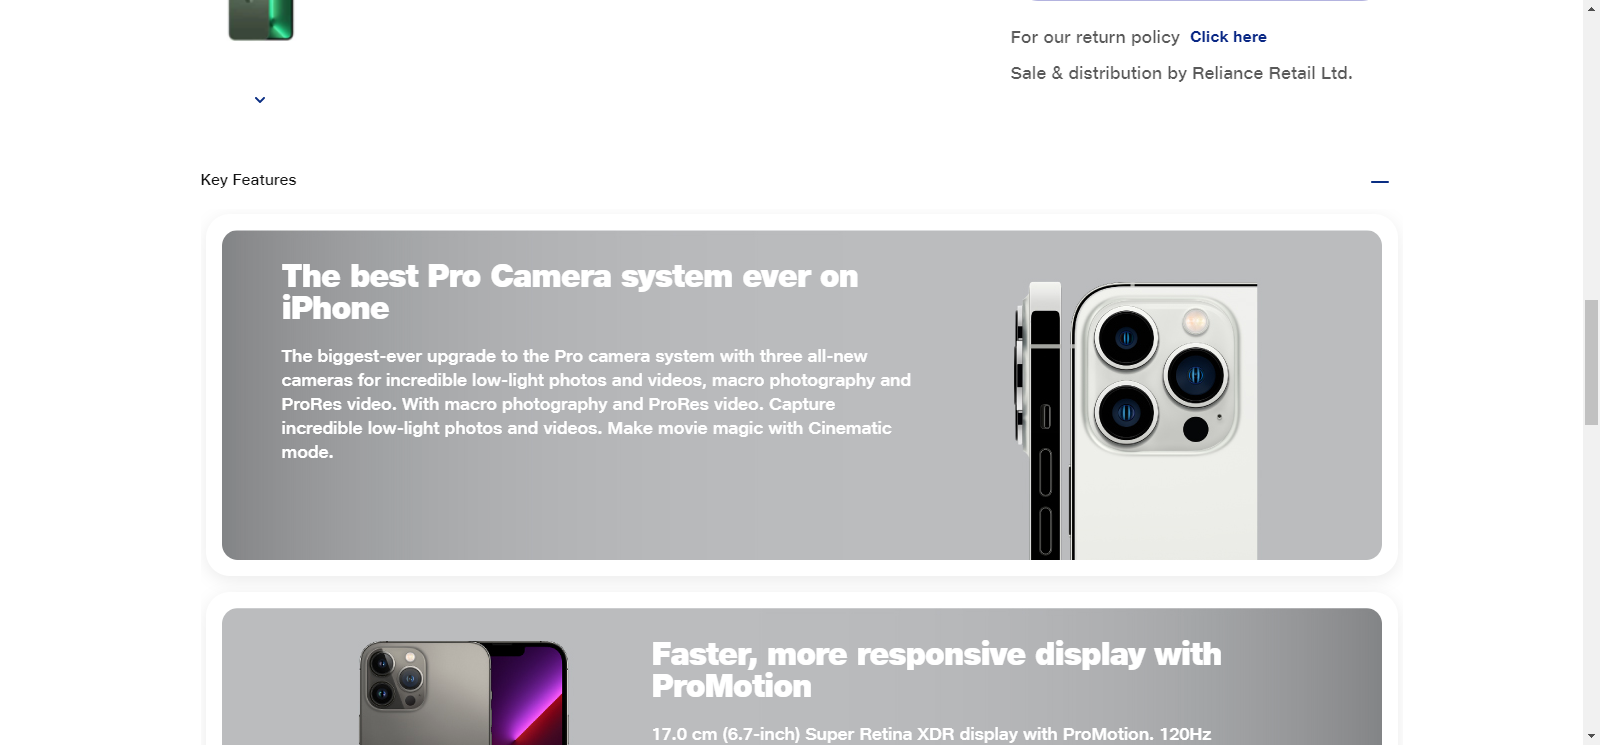 For our return policy Click here
Sale & distribution by Reliance Retail Ltd.
Key Features
The best Pro Camera system ever on
iPhone
The biggest-ever upgrade to the Pro camera system with three all-new
cameras for incredible low-light photos and videos, macro photography and
ProRes video. With macro photography and ProRes video. Capture
incredible low-light photos and videos. Make movie magic with Cinematic
mode.
Faster, more responsive display with
ProMotion
17.0 cm (6.7-inch) Super Retina XDR display with ProMotion. 120Hz